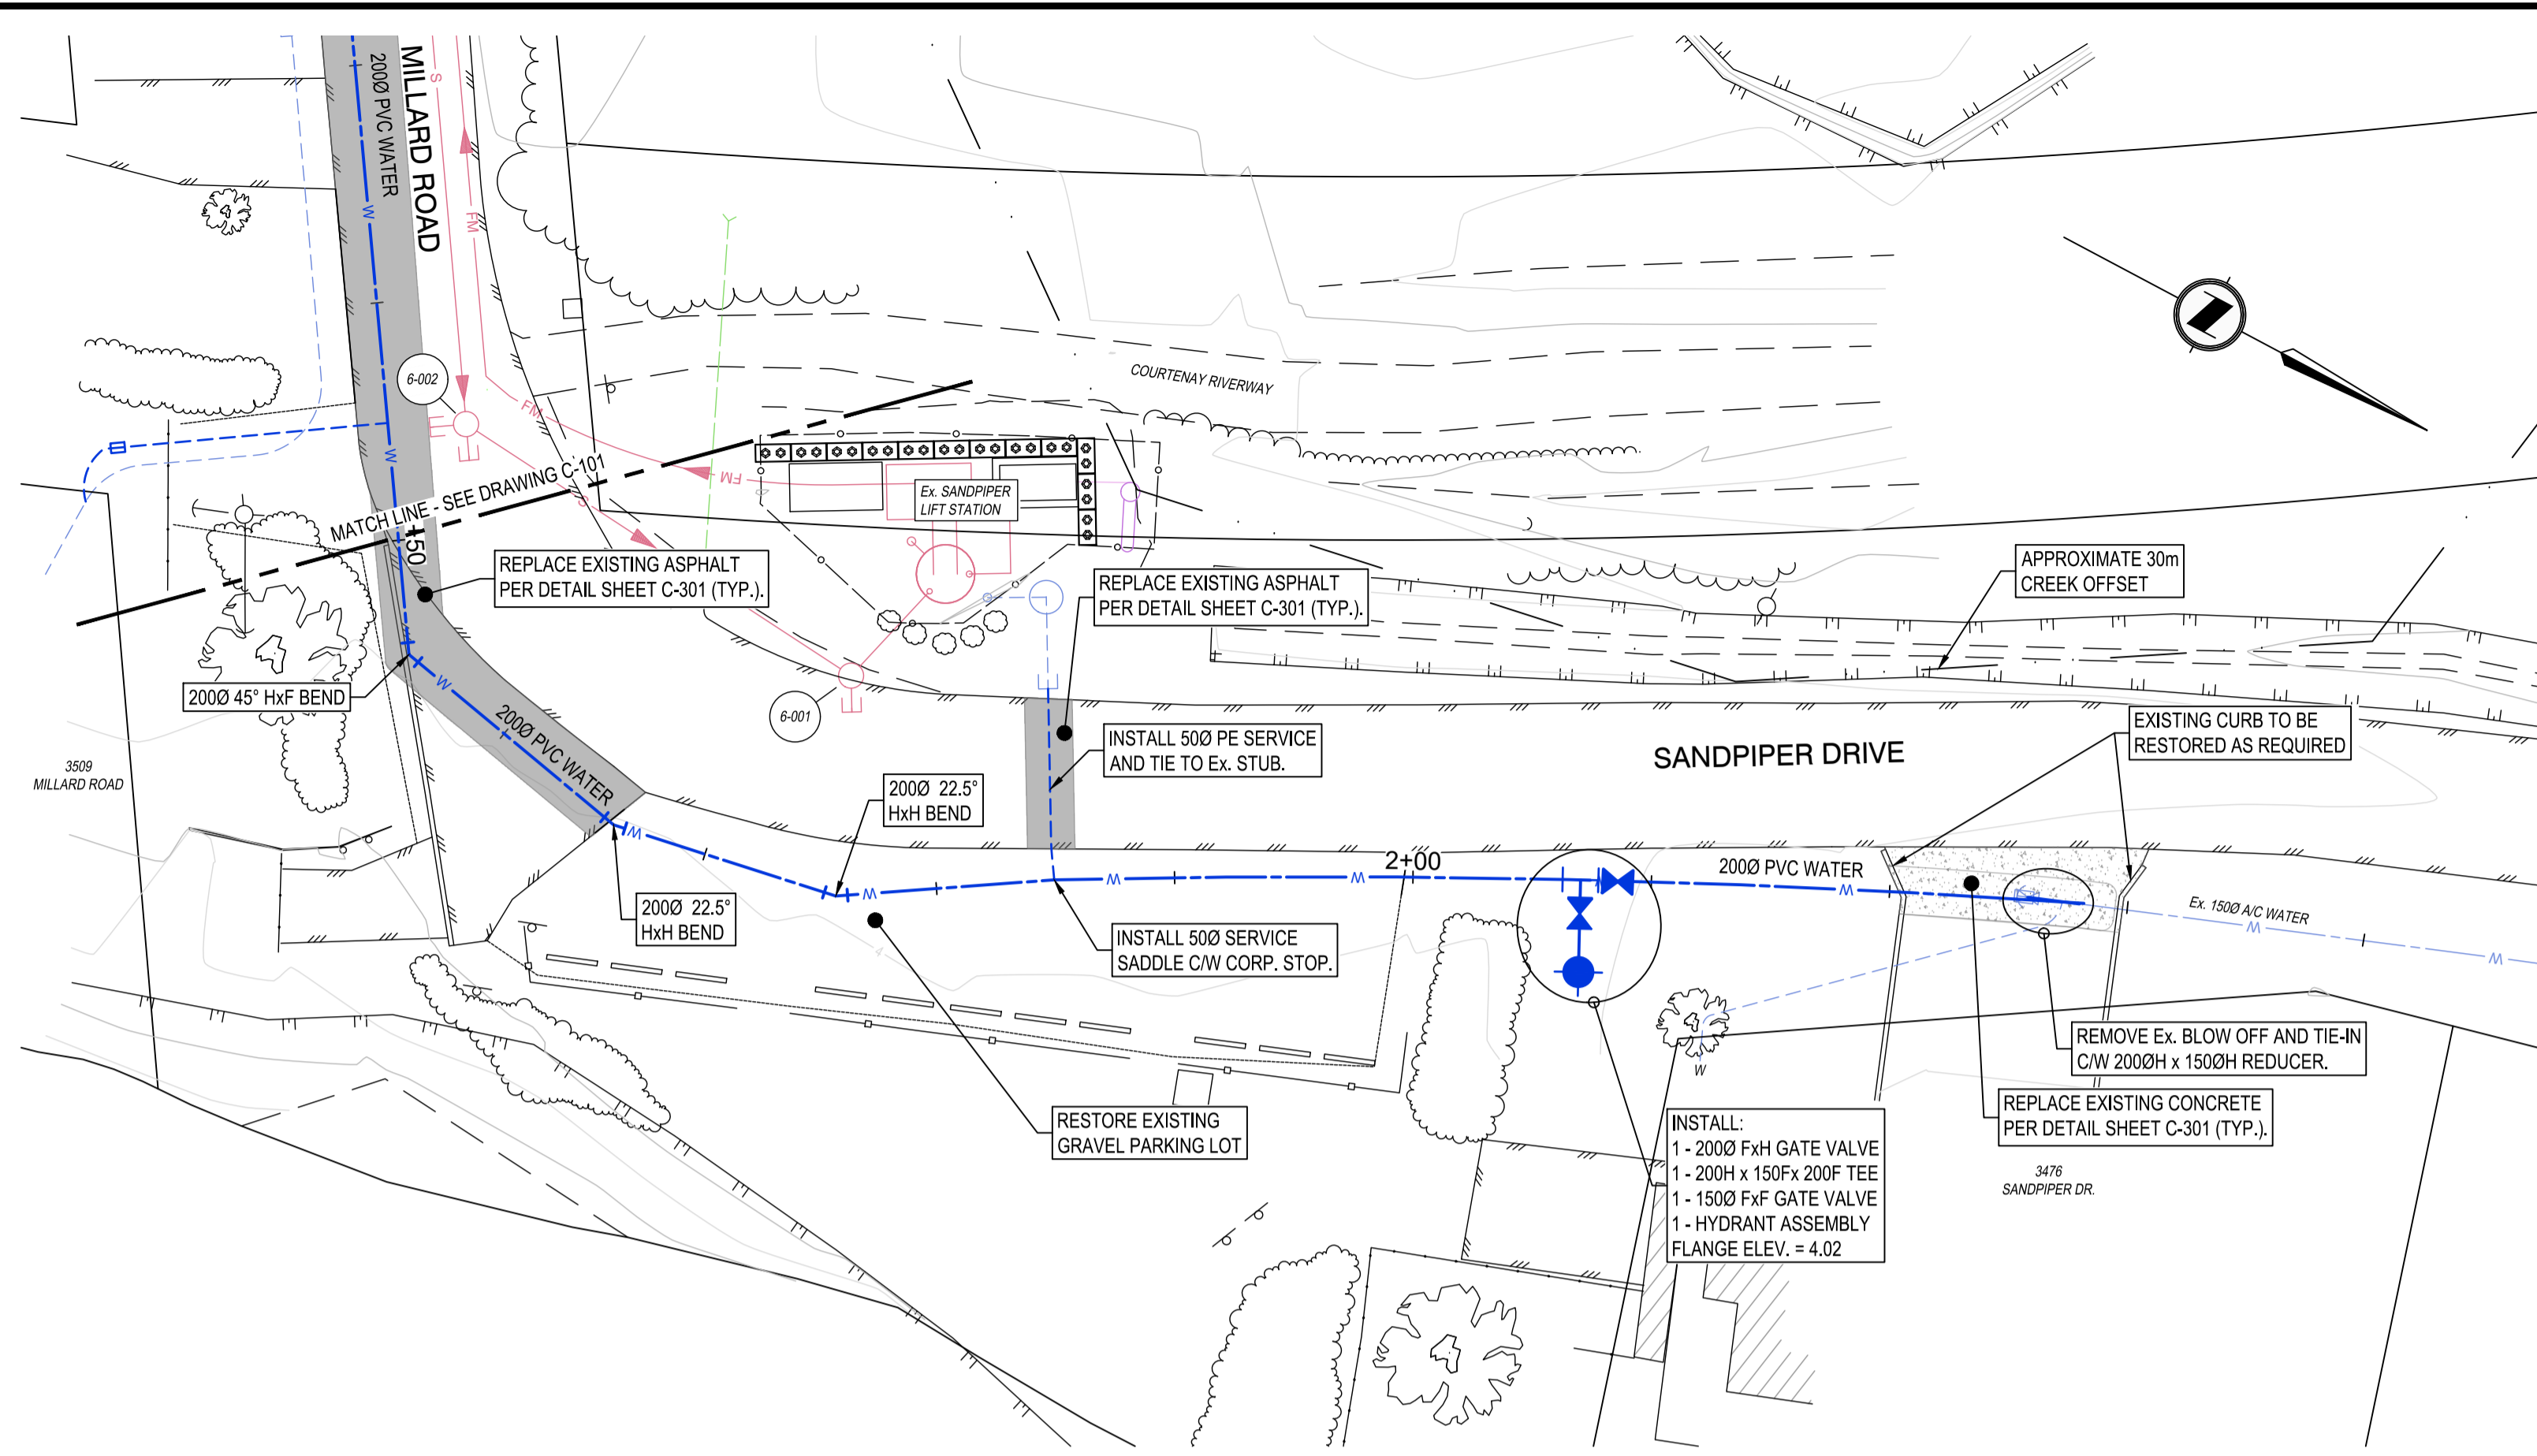 200Ø PVC WATER
MILLARD ROAD
S
FM
W
6-002
FM
COURTENAY RIVERWAY
W
MATCH LINE - SEE DRAWING C-101
S
FM
Ex. SANDPIPER
LIFT STATION
+50
REPLACE EXISTING ASPHALT
PER DETAIL SHEET C-301 (TYP.).
REPLACE EXISTING ASPHALT
PER DETAIL SHEET C-301 (TYP.).
APPROXIMATE 30m
CREEK OFFSET
200Ø 45° HxF BEND
W
200Ø PVC WATER
6-001
INSTALL 50Ø PE SERVICE
AND TIE TO Ex. STUB.
SANDPIPER DRIVE
EXISTING CURB TO BE
RESTORED AS REQUIRED
3509
MILLARD ROAD
200Ø 22.5°
HxH BEND
W
W
W
W
2+00
200Ø PVC WATER
W
Ex. 150Ø A/C WATER
W
W
200Ø 22.5°
HxH BEND
INSTALL 50Ø SERVICE
SADDLE C/W CORP. STOP.
4
W
REMOVE Ex. BLOW OFF AND TIE-IN
C/W 200ØH x 150ØH REDUCER.
RESTORE EXISTING
GRAVEL PARKING LOT
REPLACE EXISTING CONCRETE
PER DETAIL SHEET C-301 (TYP.).
INSTALL:
1 - 200Ø FxH GATE VALVE
1 - 200H x 150Fx 200F TEE
1 - 150Ø FxF GATE VALVE
1 - HYDRANT ASSEMBLY
FLANGE ELEV. = 4.02
3476
SANDPIPER DR.